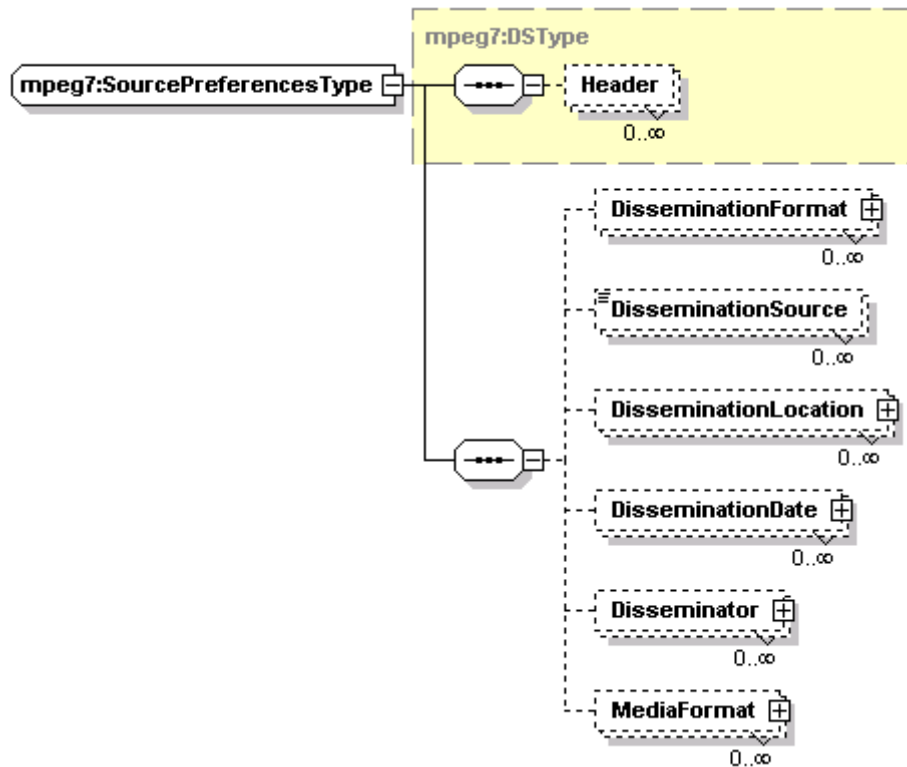 mpeg7:DSType
mpeg7:SourcePreferencesType
Header
0..∞
DisseminationFormat
0..∞
DisseminationSource
0..∞
DisseminationLocation
0..∞
DisseminationDate
0..∞
Disseminator
0..∞
MediaFormat
0..∞